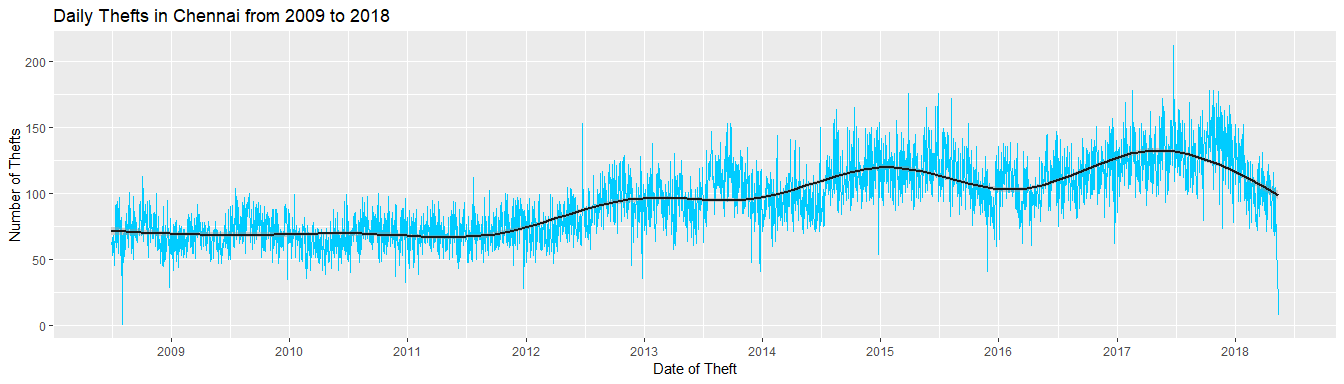 Daily Thefts in Chennai from 2009 to 2018
Number of Thefts
200
150
100
50
0
2009 2010 2011 2012 2013 2014 2015 2016 2017 2018
Date of Theft